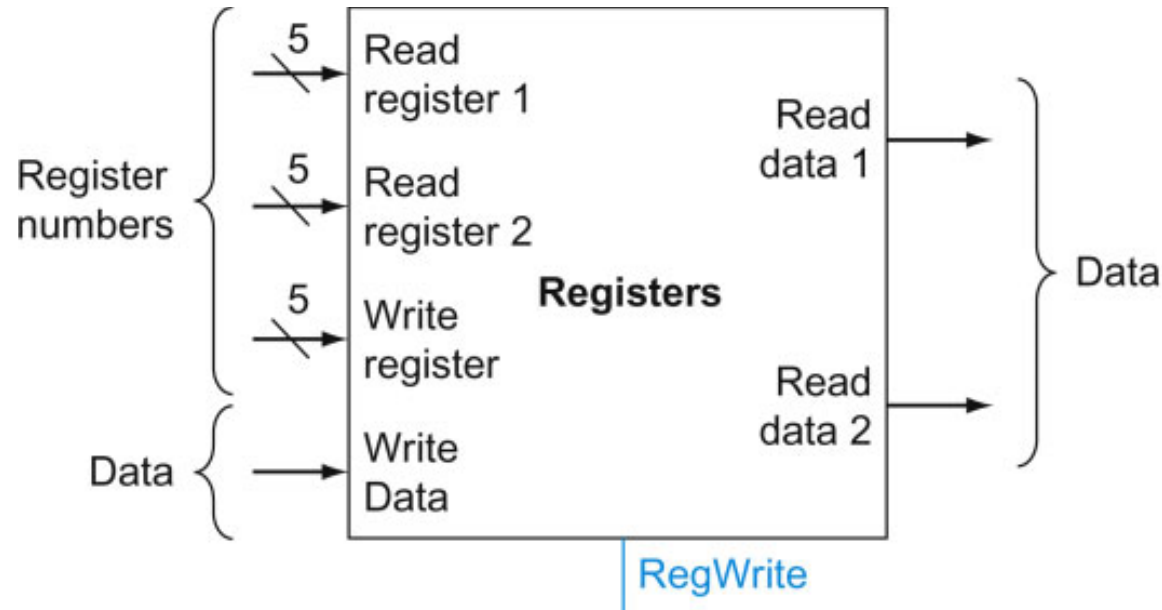 Register
numbers
5
Read
register 1
5
Read
register 2
5
Write
register
Data
Write
Data
Registers
Read
data 1
Read
data 2
Data
RegWrite